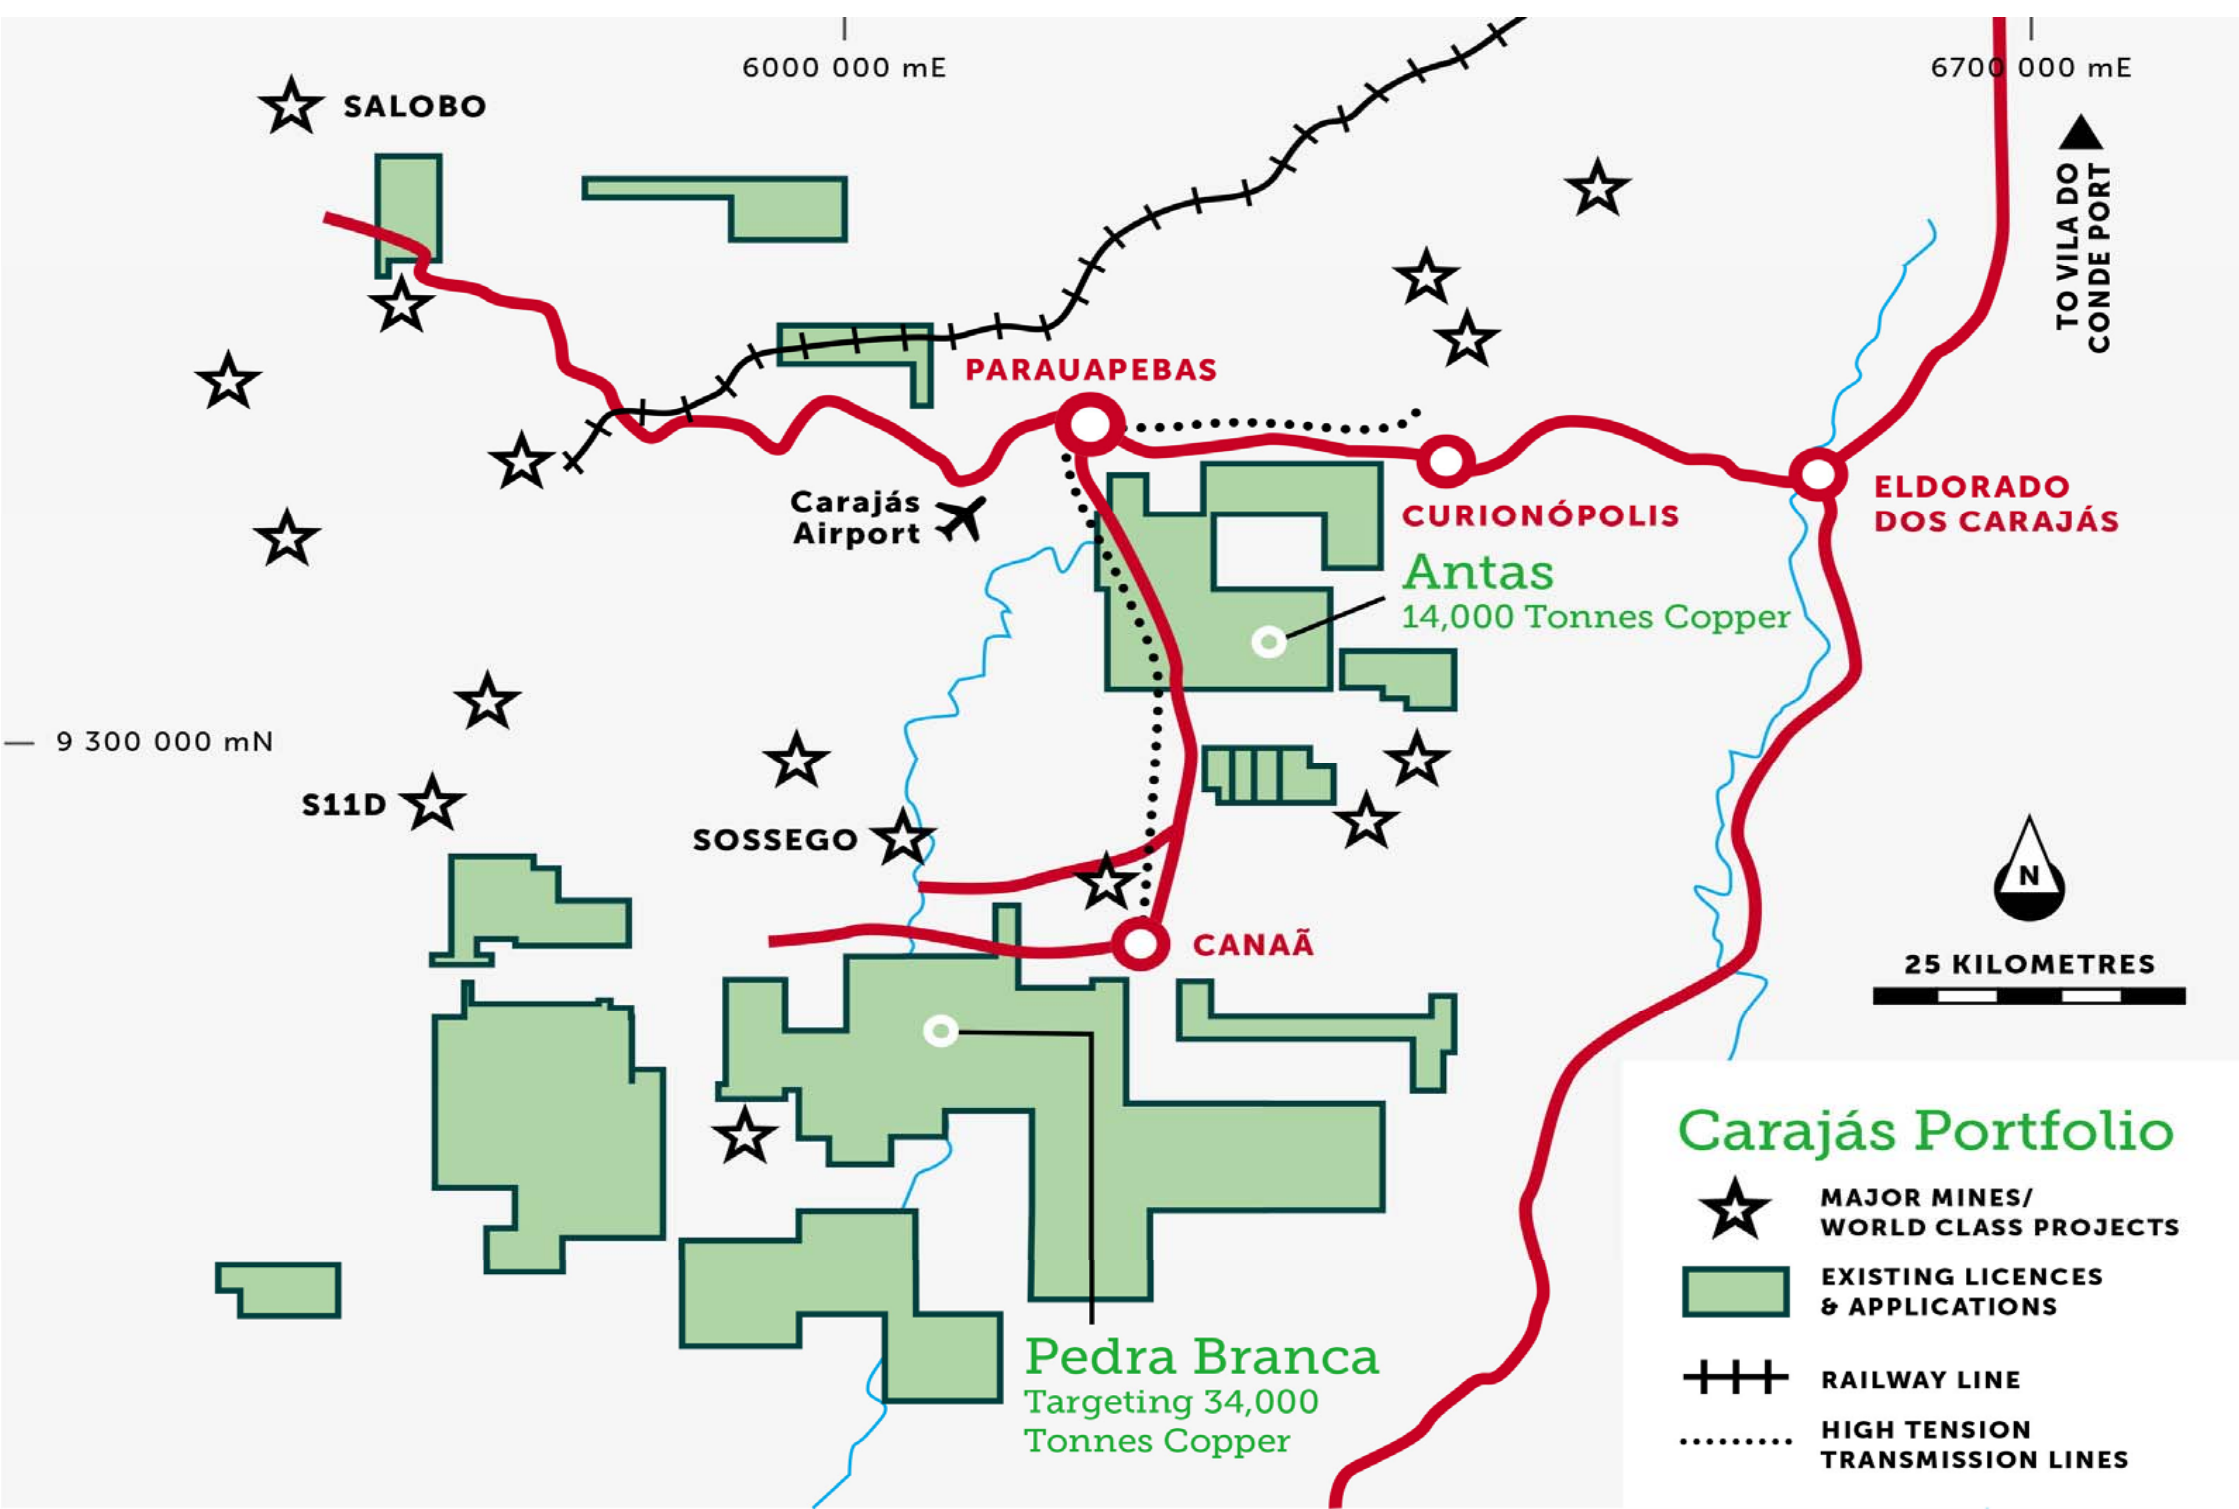 6000 000 mE
6700 000 mE
SALOBO
TO VILA DO
CONDE PORT
PARAUAPEBAS
Carajás
Airport
CURIONÓPOLIS
ELDORADO
DOS CARAJÁS
Antas
14,000 Tonnes Copper
9 300 000 mN
S11D
SOSSEGO
CANAÃ
N
25 KILOMETRES
Pedra Branca
Targeting 34,000
Tonnes Copper
Carajás Portfolio
MAJOR MINES/
WORLD CLASS PROJECTS
EXISTING LICENCES
& APPLICATIONS
RAILWAY LINE
HIGH TENSION
TRANSMISSION LINES